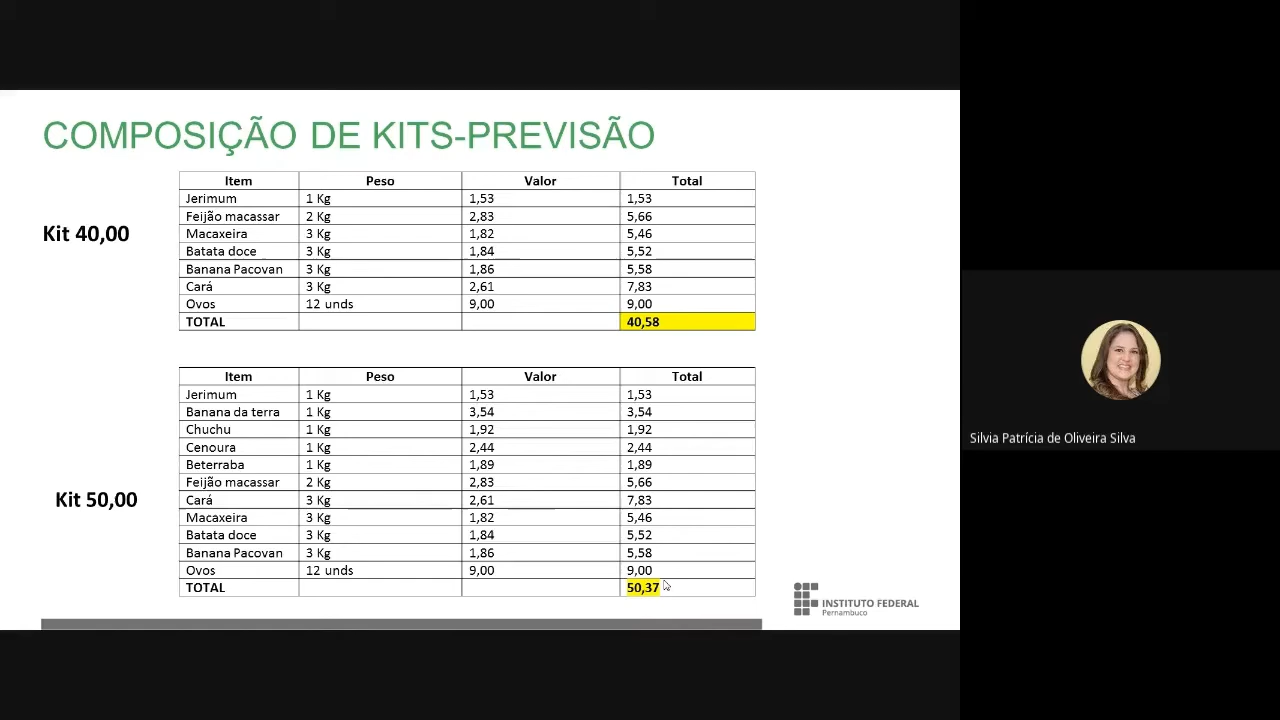 COMPOSIÇÃO DE KITS-PREVISÃO
Kit 40,00
Item Peso Valor Total
Jerimum 1 Kg 1,53 1,53
Feijão macassar 2 Kg 2,83 5,66
Macaxeira 3 Kg 1,82 5,46
Batata doce 3 Kg 1,84 5,52
Banana Pacovan 3 Kg 1,86 5,58
Cará 3 Kg 2,61 7,83
Ovos 12 unds 9,00 9,00
TOTAL 40,58
Kit 50,00
Item Peso Valor Total
Jerimum 1 Kg 1,53 1,53
Banana da terra 1 Kg 3,54 3,54
Chuchu 1 Kg 1,92 1,92
Cenoura 1 Kg 2,44 2,44
Beterraba 1 Kg 1,89 1,89
Feijão macassar 2 Kg 2,83 5,66
Cará 3 Kg 2,61 7,83
Macaxeira 3 Kg 1,82 5,46
Batata doce 3 Kg 1,84 5,52
Banana Pacovan 3 Kg 1,86 5,58
Ovos 12 unds 9,00 9,00
TOTAL 50,37
INSTITUTO FEDERAL
Pernambuco
Silvia Patrícia de Oliveira Silva